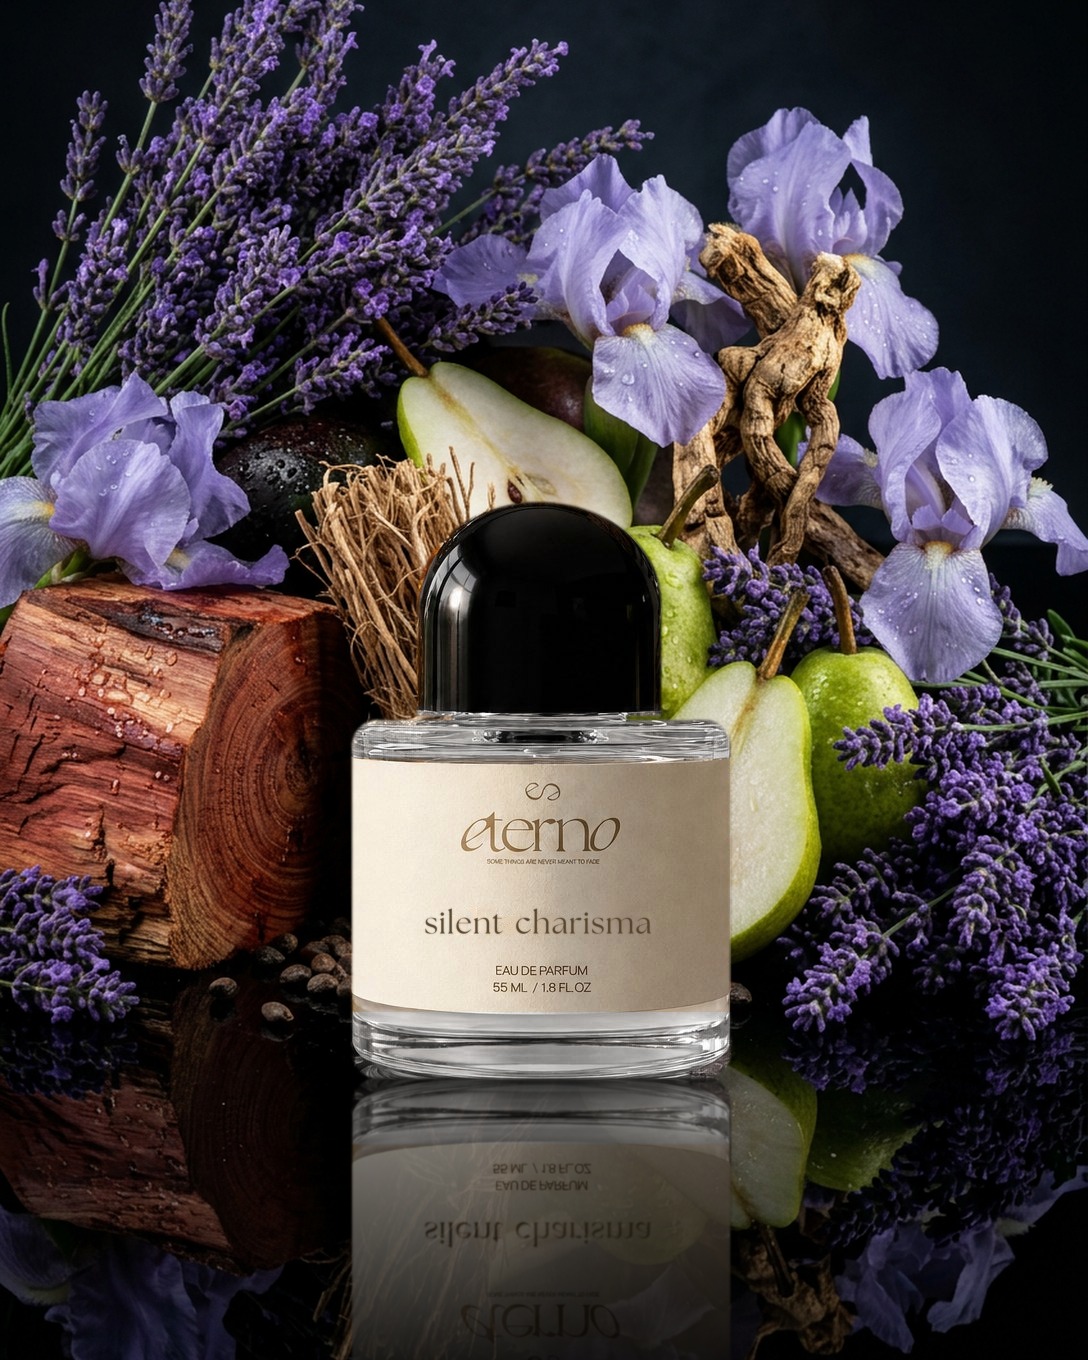 eterno
SOME THINGS ARE NEVER MEANT TO FADE
silent charisma
EAU DE PARFUM
55 ML / 1.8 FL.OZ